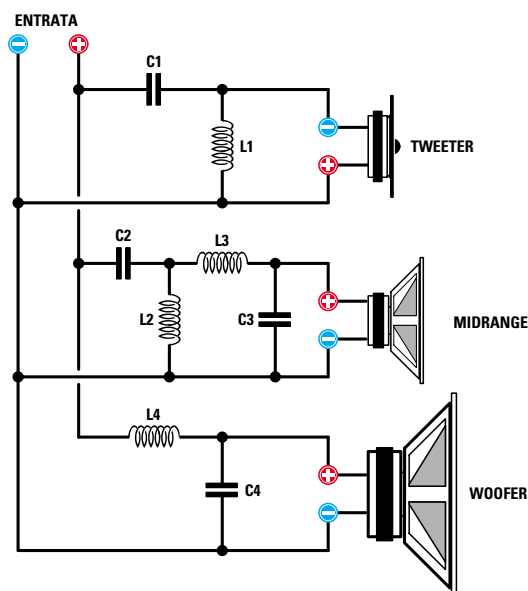 ENTRATA
C1
L1
TWEETER
C2
L3
L2
C3
MIDRANGE
L4
C4
WOOFER